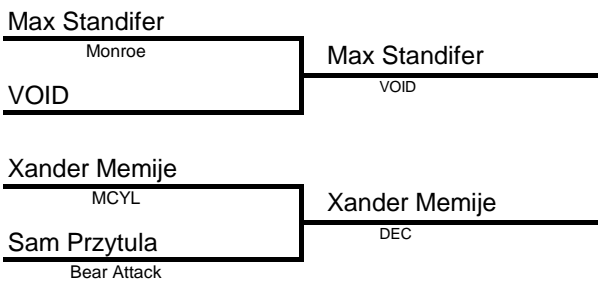 Max Standifer
Monroe
Max Standifer
VOID
VOID
Xander Memije
MCYL
Xander Memije
DEC
Sam Przytula
Bear Attack